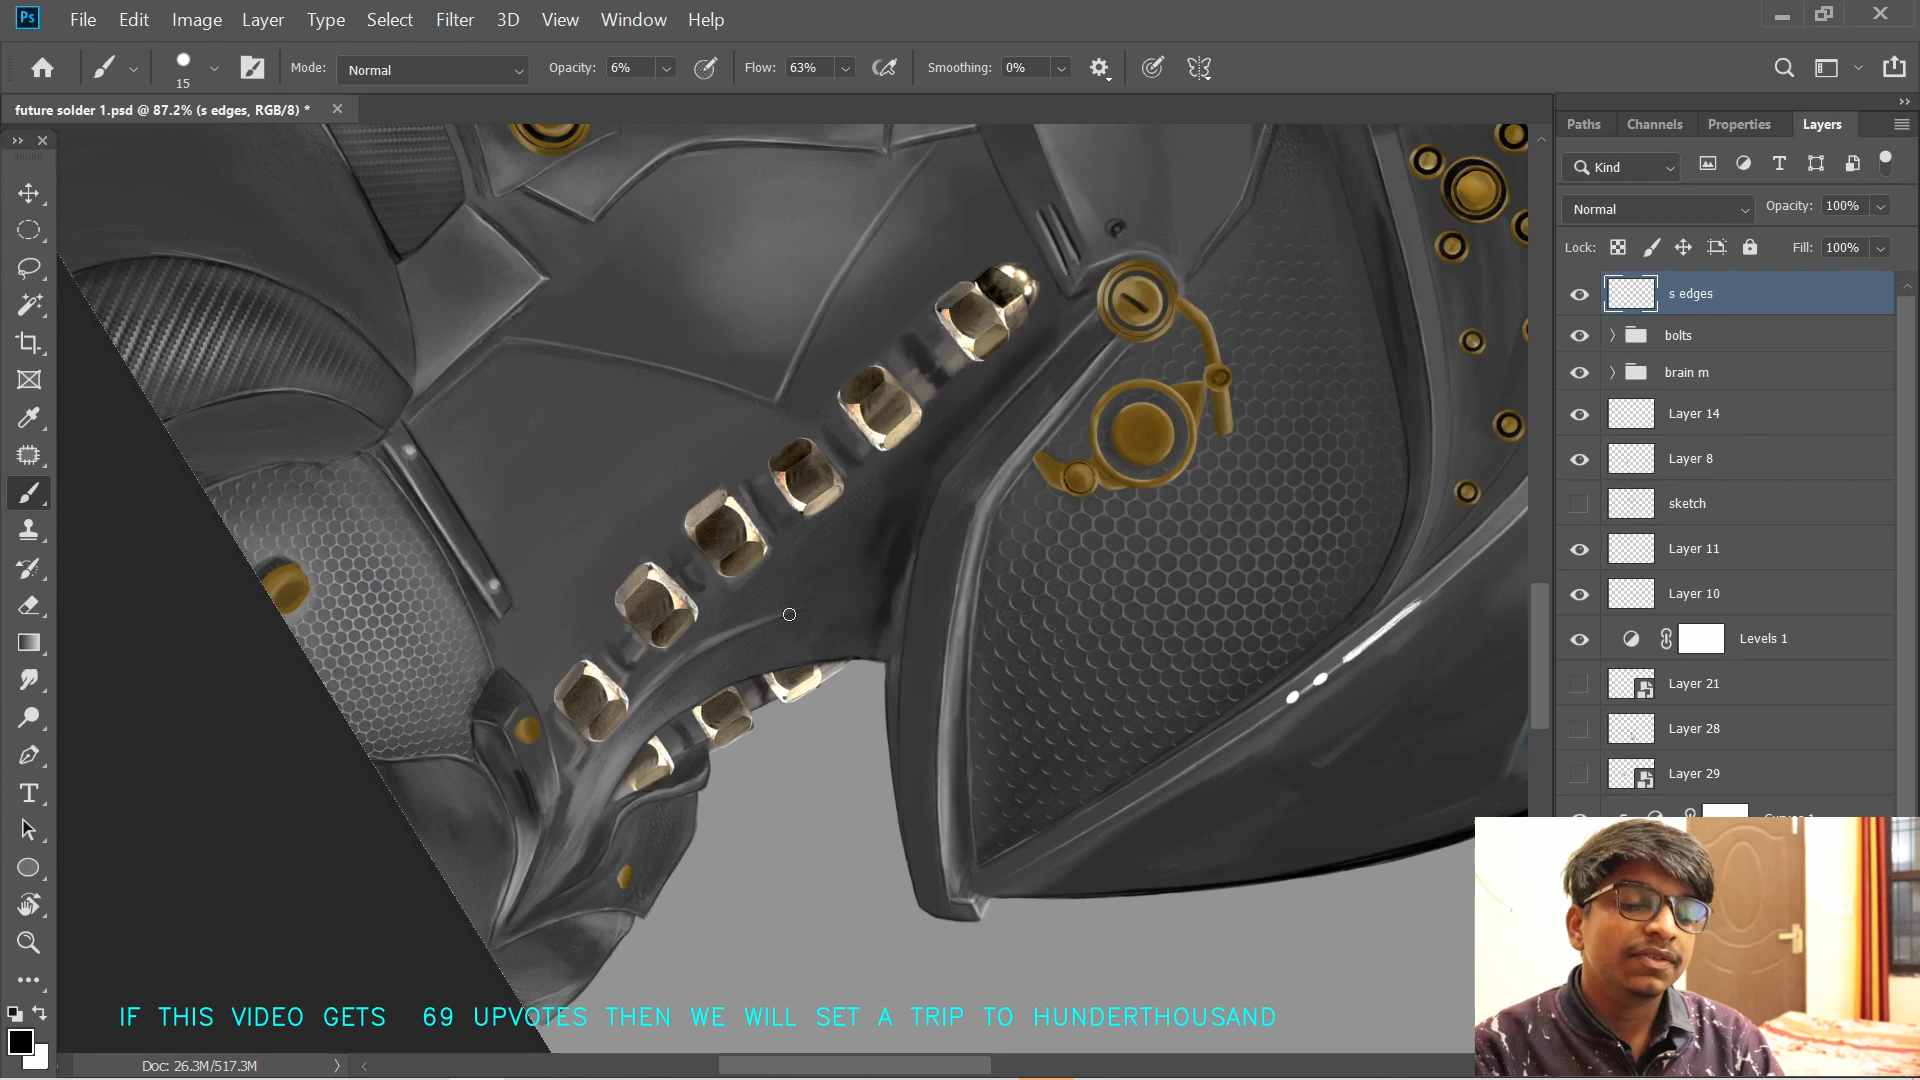 Ps File Edit Image Layer Type Select Filter 3D View Window Help
15 Mode: Normal Opacity: 6% Flow: 63% Smoothing: 0%
future solder 1.psd @ 87.2% (s edges, RGB/8) *
Paths Channels Properties Layers
Kind
Normal Opacity: 100%
Lock: Fill: 100%
s edges
bolts
brain m
Layer 14
Layer 8
sketch
Layer 11
Layer 10
Levels 1
Layer 21
Layer 28
Layer 29
IF THIS VIDEO GETS 69 UPVOTES THEN WE WILL SET A TRIP TO HUNDERTHOUSAND
Doc: 26.3M/517.3M